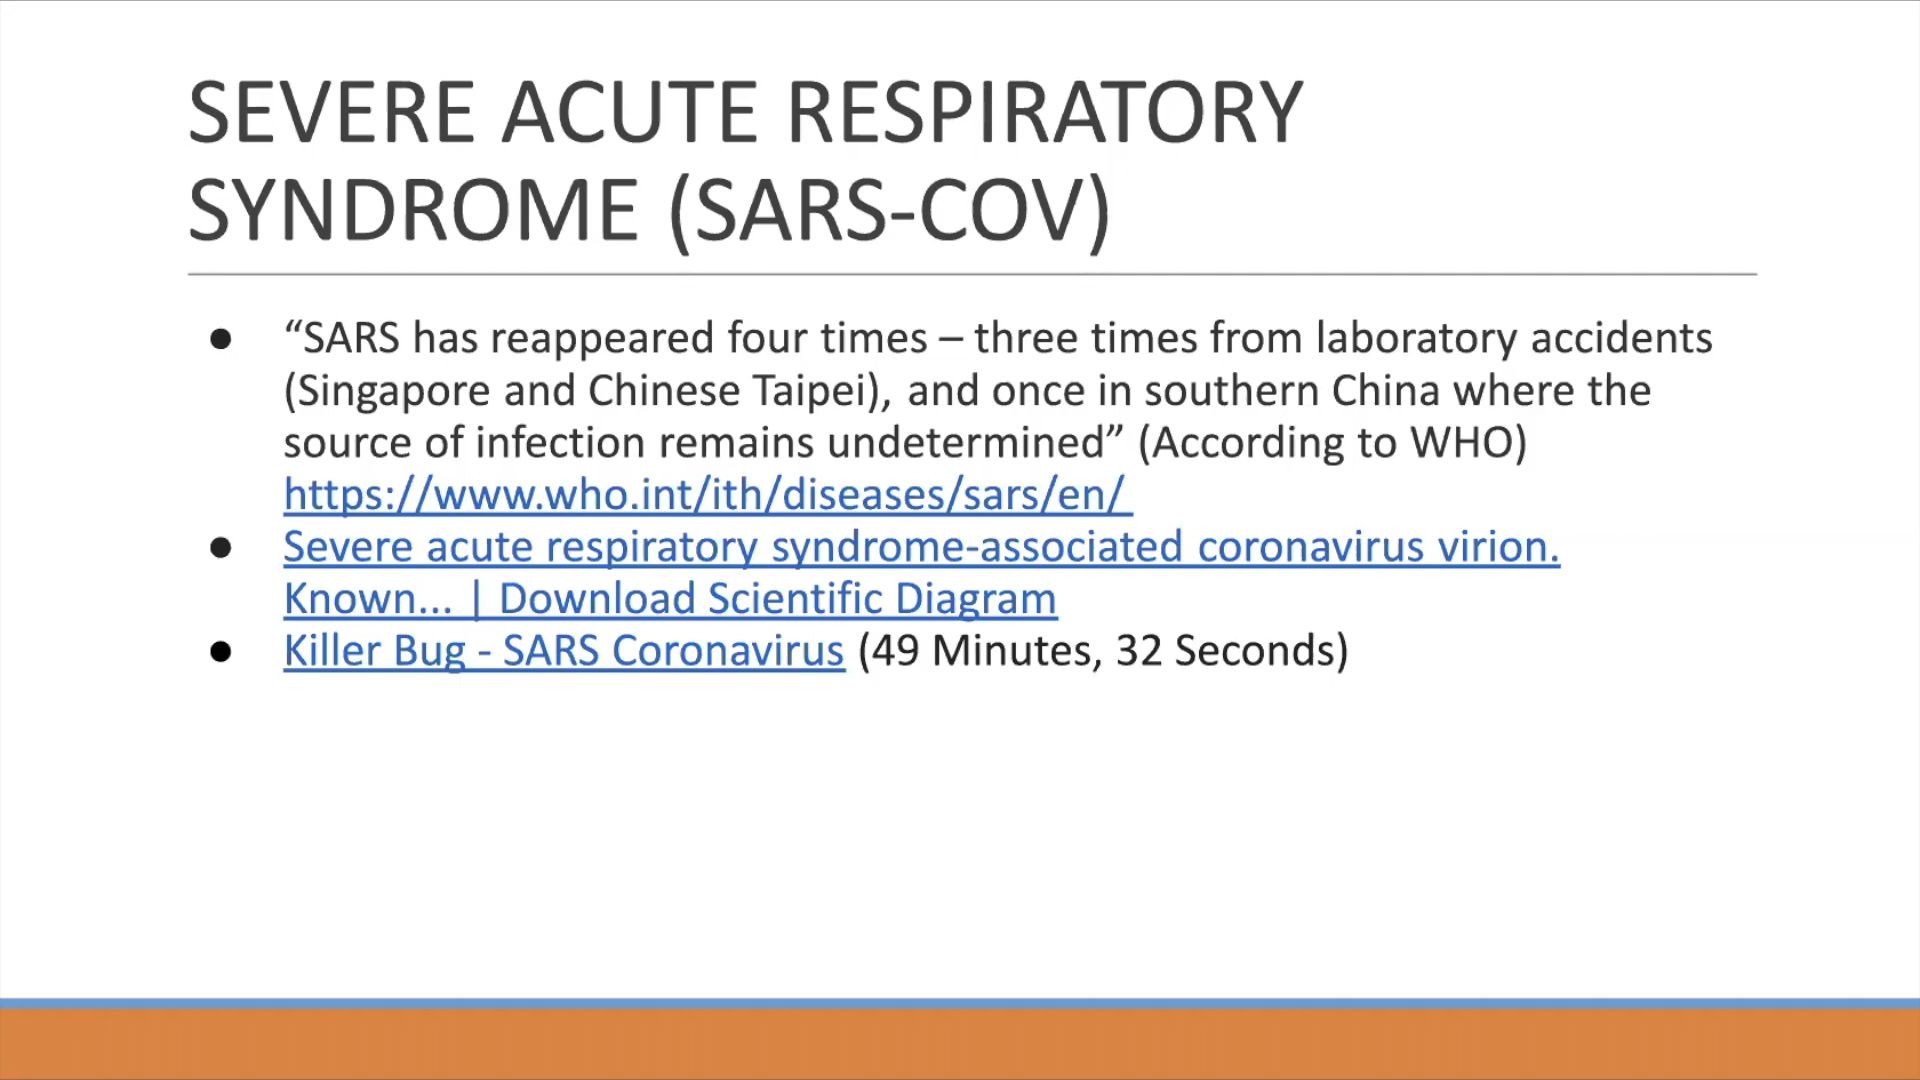 SEVERE ACUTE RESPIRATORY
SYNDROME (SARS-COV)
● “SARS has reappeared four times – three times from laboratory accidents
(Singapore and Chinese Taipei), and once in southern China where the
source of infection remains undetermined” (According to WHO)
https://www.who.int/ith/diseases/sars/en/
● Severe acute respiratory syndrome-associated coronavirus virion.
Known... | Download Scientific Diagram
● Killer Bug - SARS Coronavirus (49 Minutes, 32 Seconds)